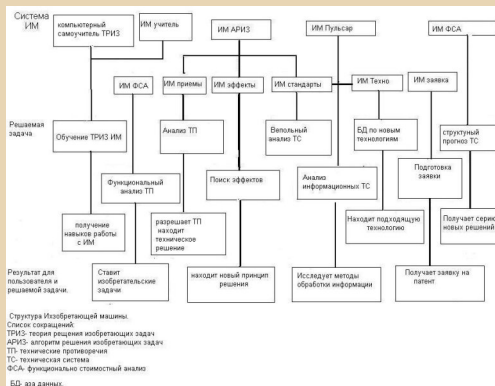 Система
ИМ
компьютерный
самоучитель ТРИЗ
ИМ учитель
ИМ АРИЗ
ИМ Пульсар
ИМ ФСА
ИМ ФСА
ИМ приемы
ИМ эффекты
ИМ стандарты
ИМ Техно
ИМ заявка
Решаемая
задача
Обучение ТРИЗ ИМ
Анализ ТП
Вепольный
анализ ТС
БД по новым
технологиям
структуный
прогноз ТС
Функциональный
анализ ТП
Поиск эффектов
Анализ
информационных ТС
Подготовка
заявки
получение
навыков работы
с ИМ
разрешает ТП
находит
техническое
решение
Находит подходящую
технологию
Получает серию
новых решений
Результат для
пользователя и
решаемой задачи.
Ставит
изобретательские
задачи
находит новый принцип
решения
Исследует методы
обработки информации
Получает заявку на
патент
Структура Иззобретающей машины.
Список сокращений:
ТРИЗ- теория рещения изобретающих задач
АРИЗ- алгоритм решения изобретающих задач
ТП- технические противоречия
ТС- техническая система
ФСА- функционально стоимостный анализ
БД- аза данных.